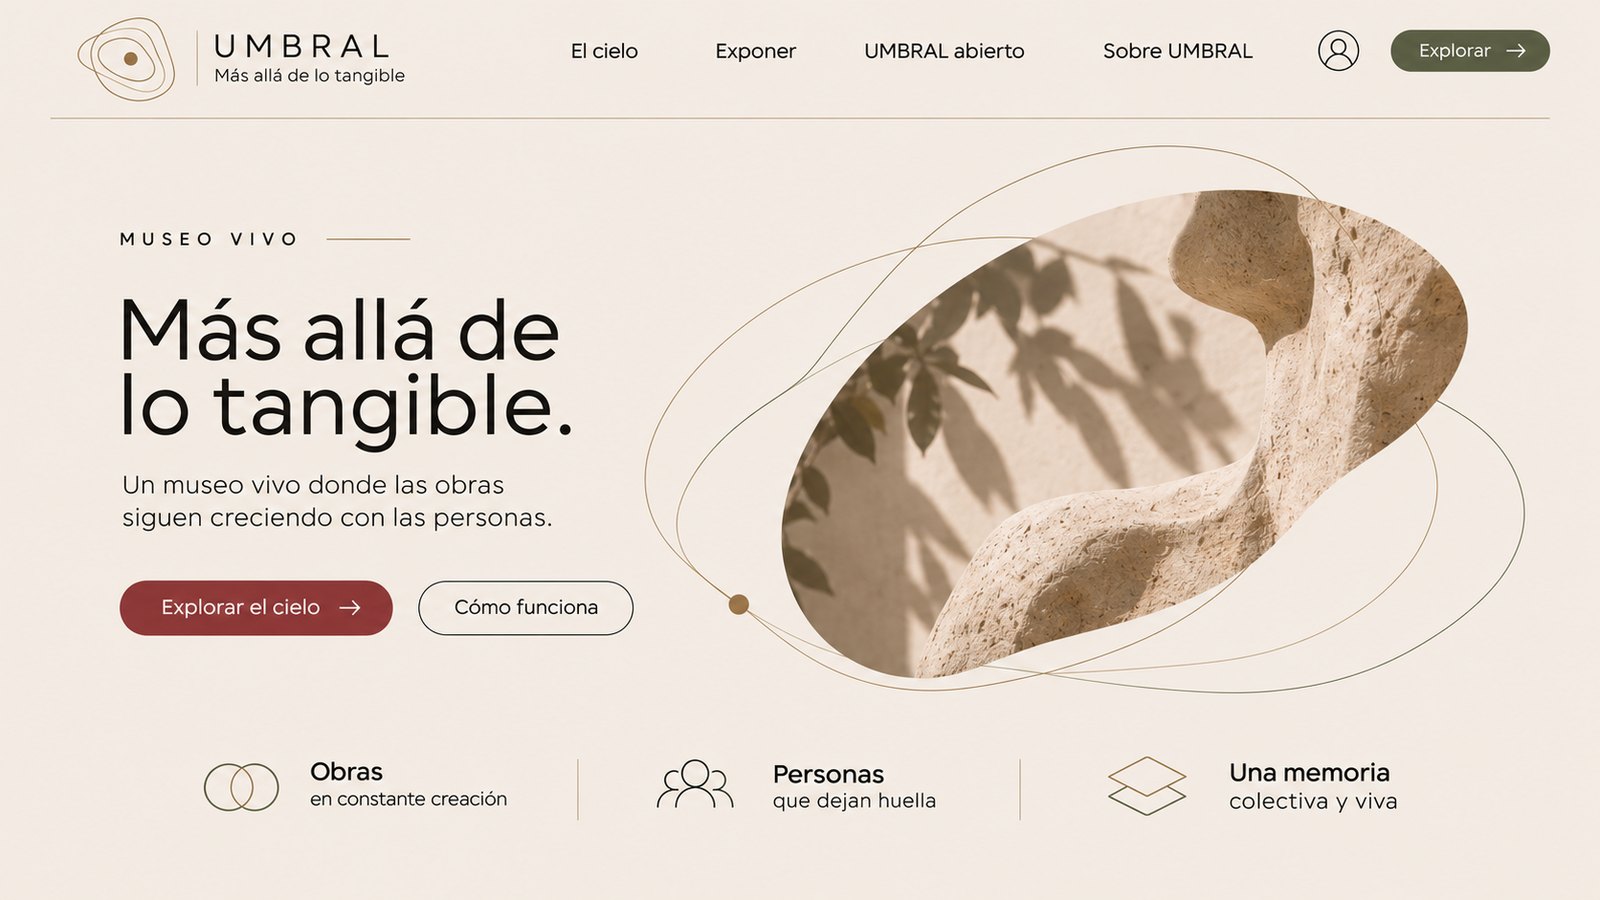 UMBRAL
Más allá de lo tangible
El cielo
Exponer
UMBRAL abierto
Sobre UMBRAL
Explorar
MUSEO VIVO
Más allá de
lo tangible.
Un museo vivo donde las obras
siguen creciendo con las personas.
Explorar el cielo
Cómo funciona
Obras
en constante creación
Personas
que dejan huella
Una memoria
colectiva y viva